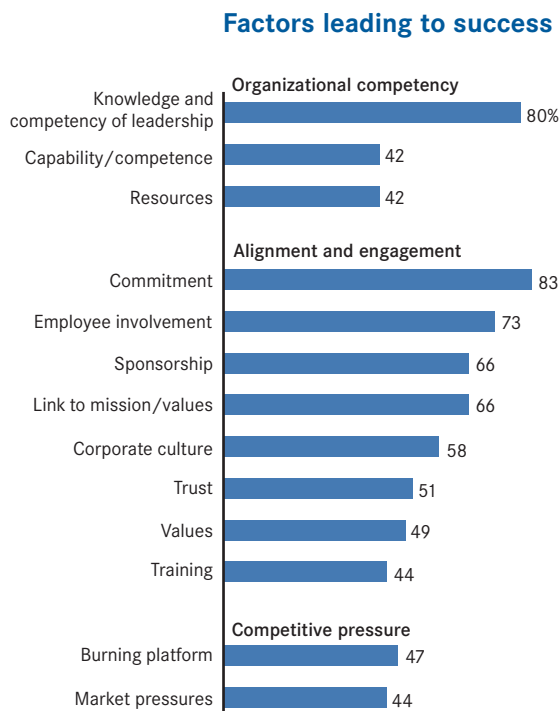 Factors leading to success
Organizational competency
Knowledge and
competency of leadership 80%
Capability/competence 42
Resources 42
Alignment and engagement
Commitment 83
Employee involvement 73
Sponsorship 66
Link to mission/values 66
Corporate culture 58
Trust 51
Values 49
Training 44
Competitive pressure
Burning platform 47
Market pressures 44